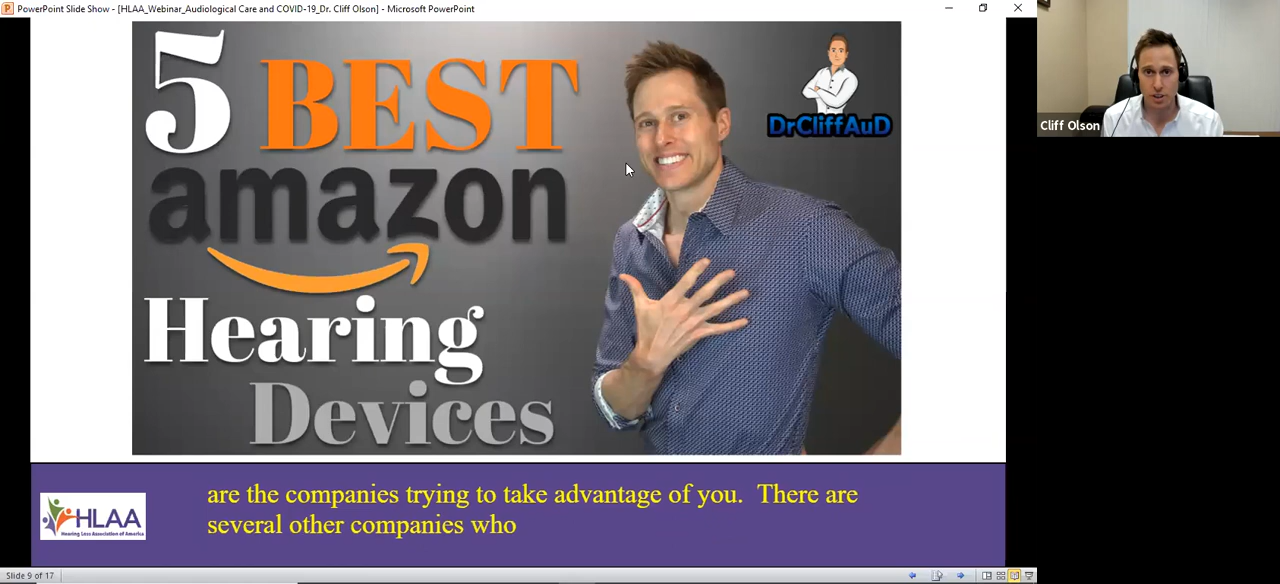 PowerPoint Slide Show - [HLAA_Webinar_Audiological Care and COVID-19_Dr. Cliff Olson] - Microsoft PowerPoint
5 BEST
amazon
Hearing
Devices
DrCliffAuD
Cliff Olson
HLAA
Hearing Loss Association of America
are the companies trying to take advantage of you. There are
several other companies who
Slide 9 of 17